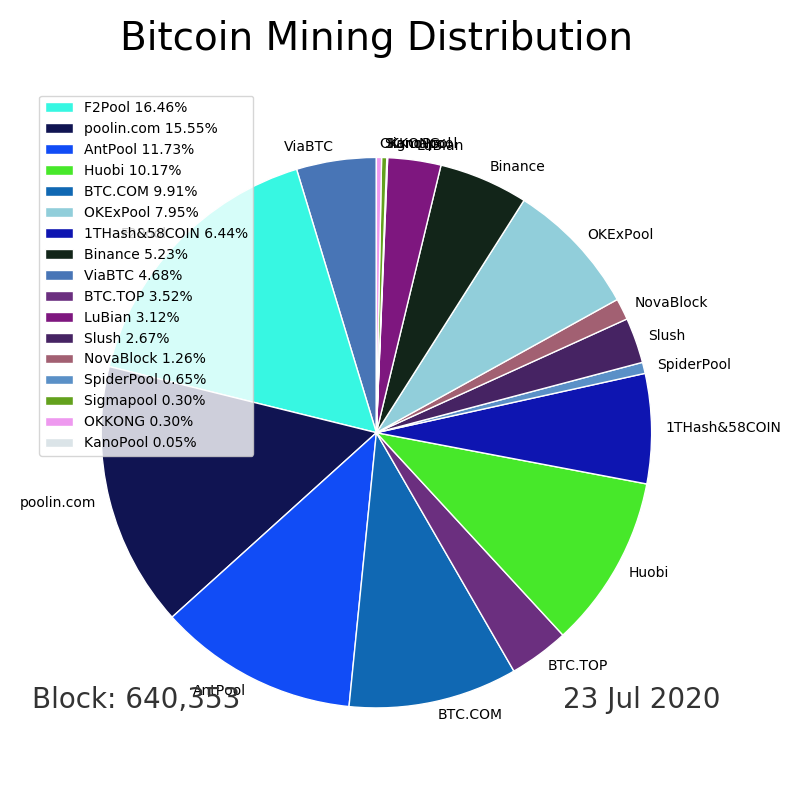 Bitcoin Mining Distribution
F2Pool 16.46%
poolin.com 15.55%
AntPool 11.73%
Huobi 10.17%
BTC.COM 9.91%
OKExPool 7.95%
1THash&58COIN 6.44%
Binance 5.23%
ViaBTC 4.68%
BTC.TOP 3.52%
LuBian 3.12%
Slush 2.67%
NovaBlock 1.26%
SpiderPool 0.65%
Sigmapool 0.30%
OKKONG 0.30%
KanoPool 0.05%
ViaBTC
OKKONG
LuBian
Binance
OKExPool
NovaBlock
Slush
SpiderPool
1THash&58COIN
Huobi
BTC.TOP
BTC.COM
AntPool
poolin.com
Block: 640,353
23 Jul 2020